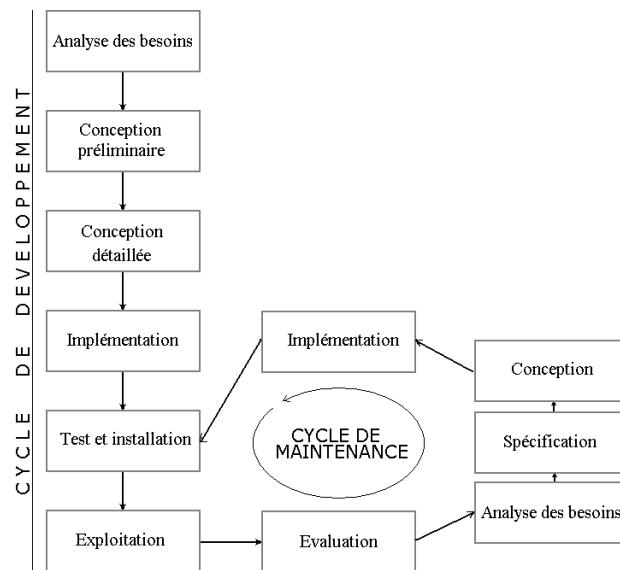 CYCLE DE DEVELOPPEMENT
Analyse des besoins
Conception
préliminaire
Conception
détaillée
Implémentation
Test et installation
Exploitation
Implémentation
CYCLE DE
MAINTENANCE
Evaluation
Conception
Spécification
Analyse des besoins